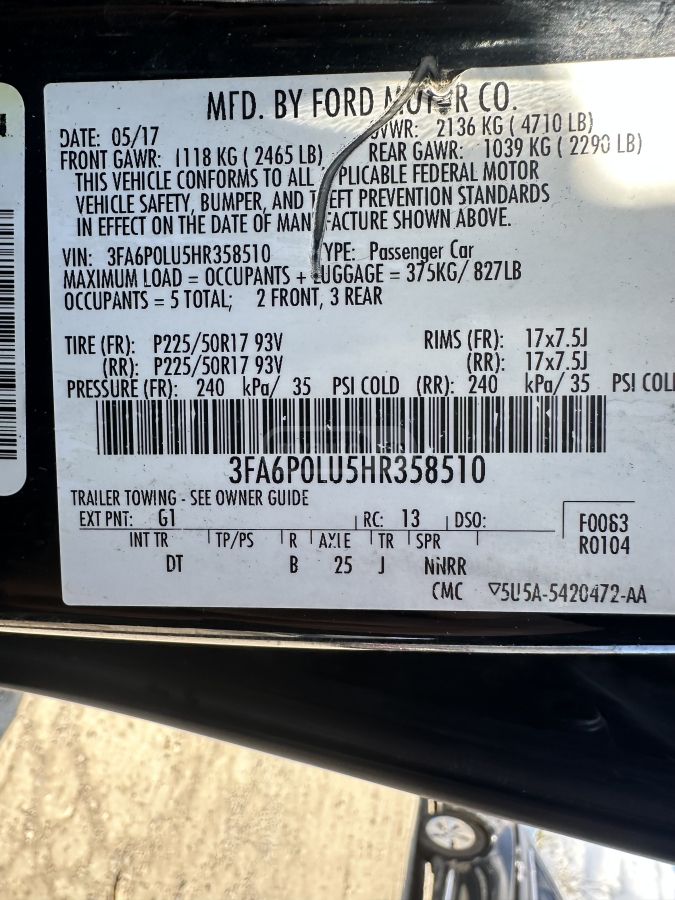 MFD. BY FORD MOTOR CO.
DATE: 05/17 GVWR: 2136 KG ( 4710 LB)
FRONT GAWR: 1118 KG ( 2465 LB) REAR GAWR: 1039 KG ( 2290 LB)
THIS VEHICLE CONFORMS TO ALL APPLICABLE FEDERAL MOTOR
VEHICLE SAFETY, BUMPER, AND THEFT PREVENTION STANDARDS
IN EFFECT ON THE DATE OF MANUFACTURE SHOWN ABOVE.
VIN: 3FA6P0LU5HR358510 TYPE: Passenger Car
MAXIMUM LOAD = OCCUPANTS + LUGGAGE = 375KG/ 827LB
OCCUPANTS = 5 TOTAL; 2 FRONT, 3 REAR
TIRE (FR): P225/50R17 93V RIMS (FR): 17x7.5J
(RR): P225/50R17 93V (RR): 17x7.5J
PRESSURE (FR): 240 kPa/ 35 PSI COLD (RR): 240 kPa/ 35 PSI COL
3FA6P0LU5HR358510
TRAILER TOWING - SEE OWNER GUIDE
EXT PNT: G1 RC: 13 DSO: F0063
INT TR TP/PS R AXLE TR SPR R0104
DT B 25 J NNRR
CMC ▽5U5A-5420472-AA